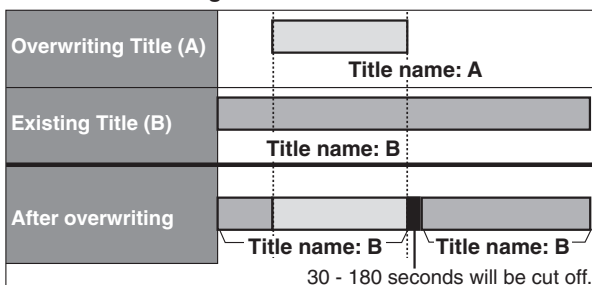 Overwriting Title (A)
Title name: A
Existing Title (B)
Title name: B
After overwriting
Title name: B
Title name: B
30 - 180 seconds will be cut off.